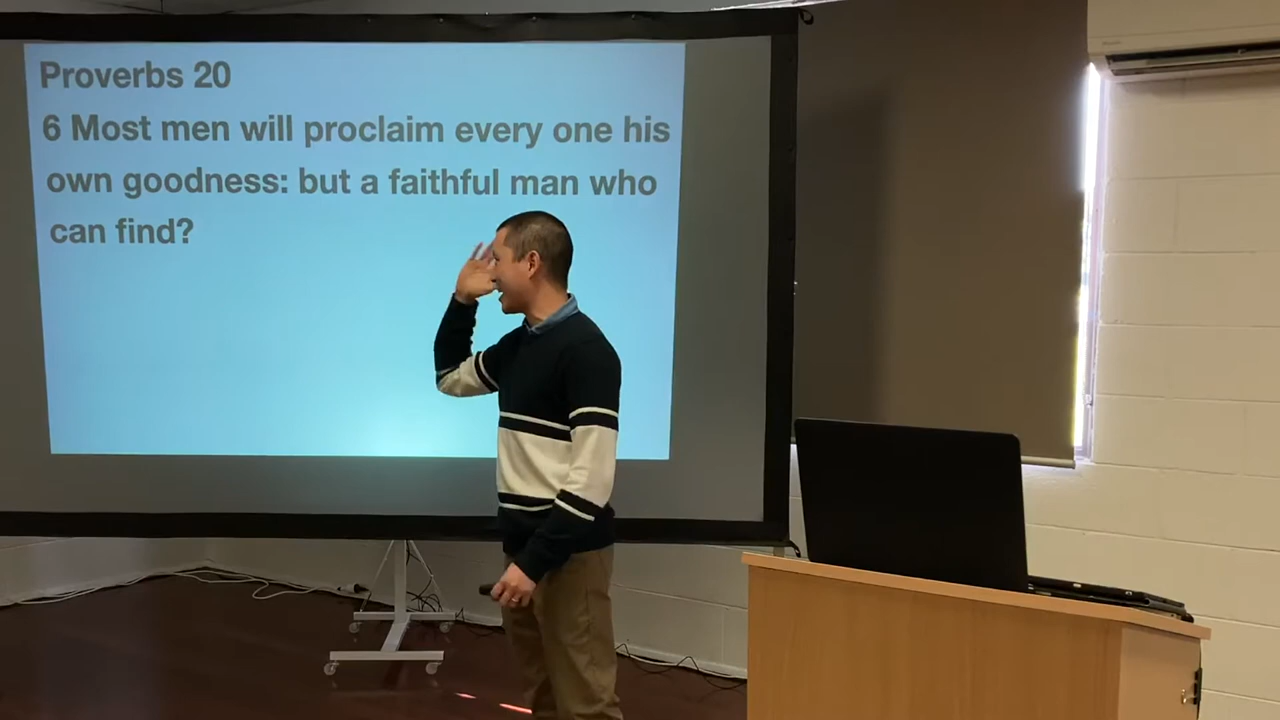 Proverbs 20
6 Most men will proclaim every one his
own goodness: but a faithful man who
can find?